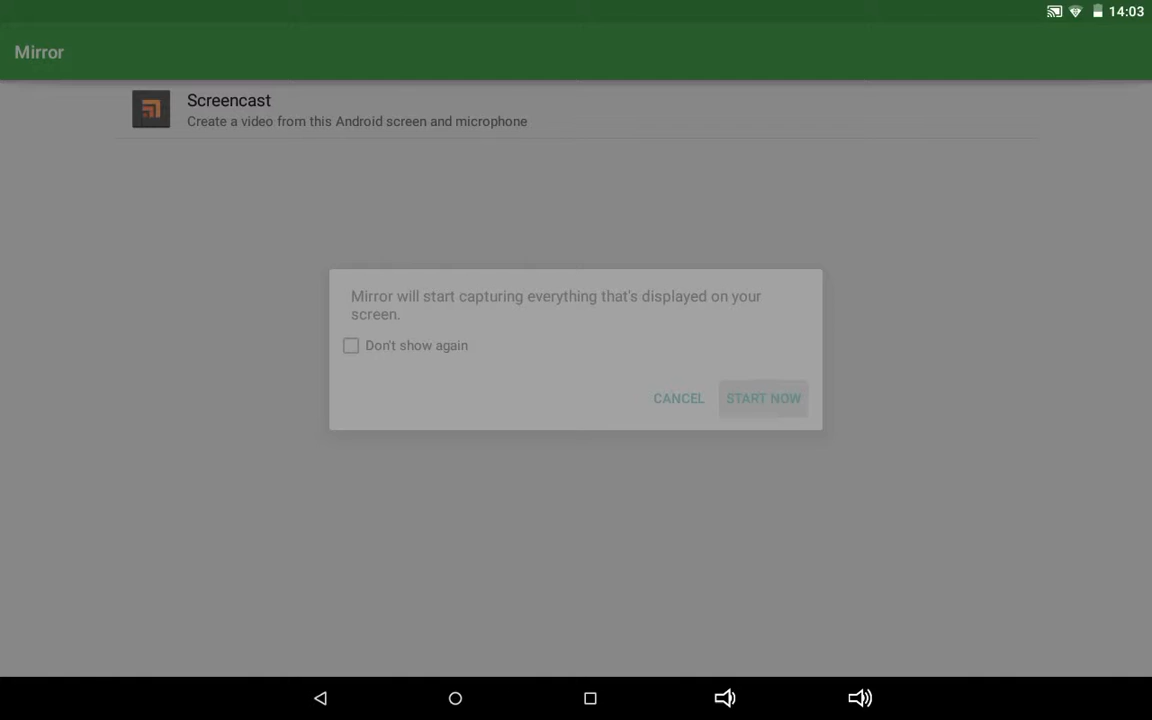 14:03
Mirror
Screencast
Create a video from this Android screen and microphone
Mirror will start capturing everything that's displayed on your
screen.
Don't show again
CANCEL START NOW